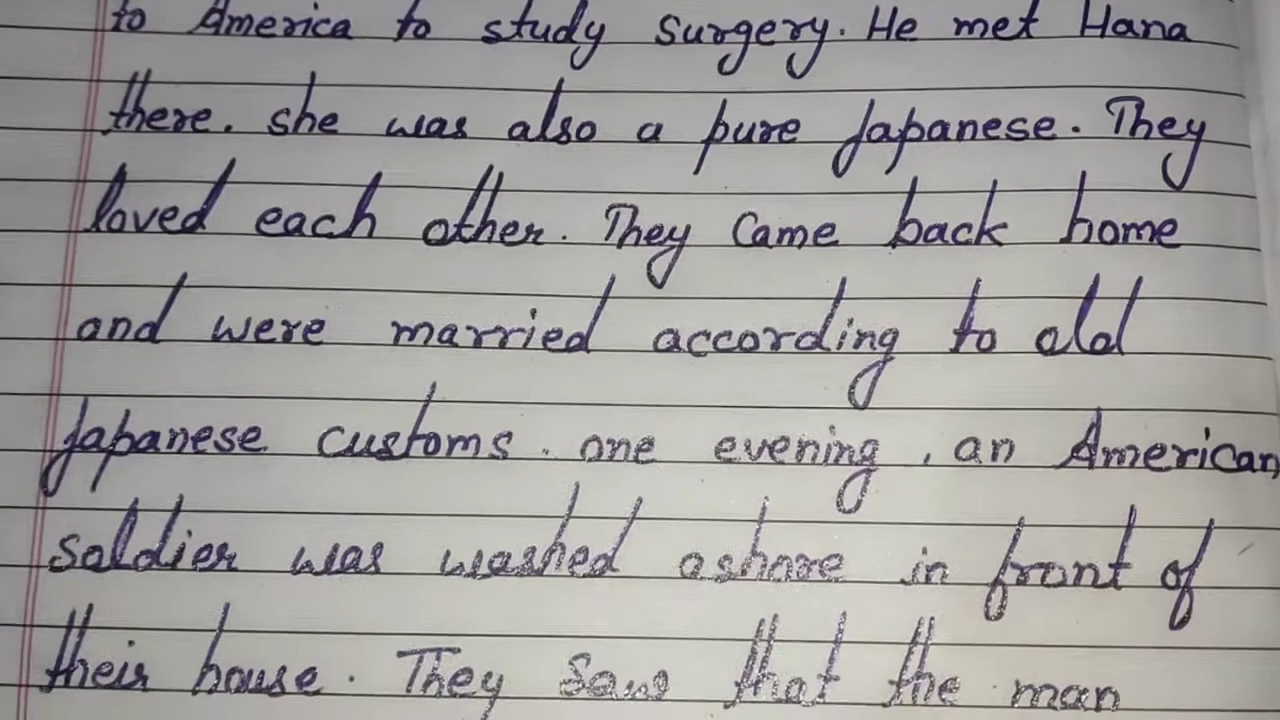 to America to study surgery. He met Hana
there. she was also a pure Japanese. They
loved each other. They came back home
and were married according to old
Japanese customs. one evening, an American
soldier was washed ashore in front of
their house. They saw that the man